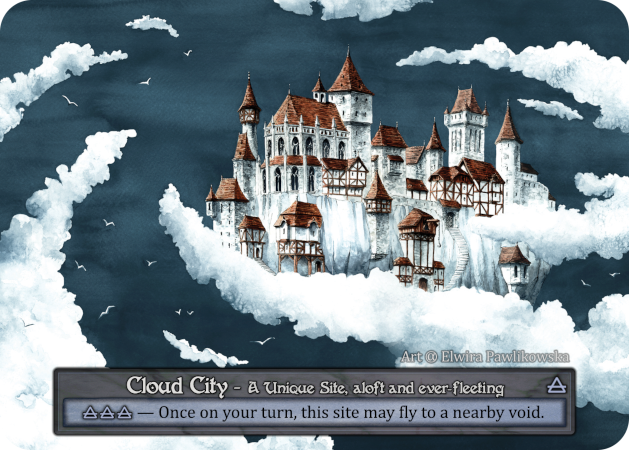 Art © Elwira Pawlikowska
Cloud City - A Unique Site, aloft and ever-fleeting
🜁🜁🜁 — Once on your turn, this site may fly to a nearby void.